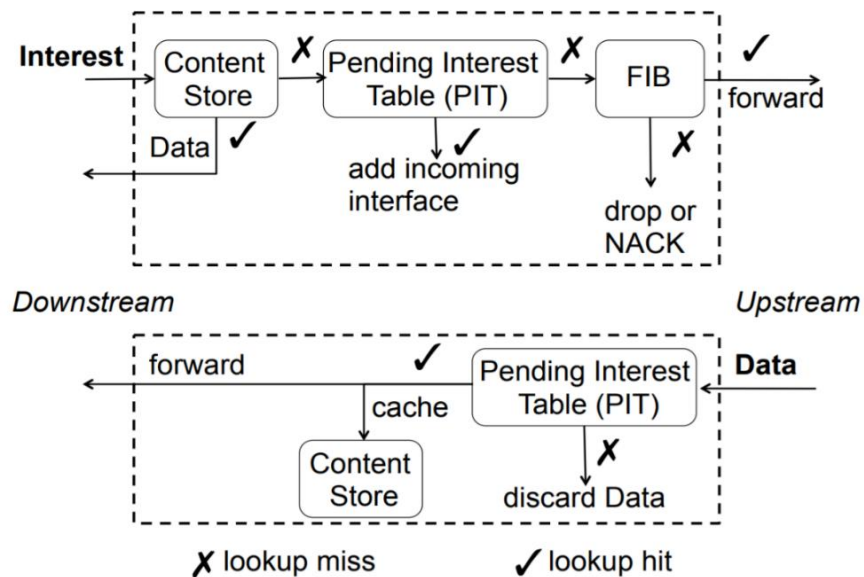 Interest
Content
Store
✗
Pending Interest
Table (PIT)
✗
FIB
✓
forward
Data
✓
✓
add incoming
interface
✗
drop or
NACK
Downstream
Upstream
forward
✓
Pending Interest
Table (PIT)
Data
cache
Content
Store
✗
discard Data
✗ lookup miss
✓ lookup hit